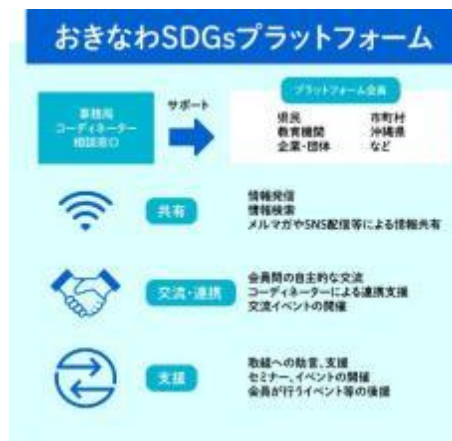 おきなわSDGsプラットフォーム
事務局
コーディネーター
相談窓口
サポート
プラットフォーム会員
県民
教育機関
企業・団体
市町村
沖縄県
など
共有
情報発信
情報検索
メルマガやSNS配信等による情報共有
交流・連携
会員間の自主的な交流
コーディネーターによる連携支援
交流イベントの開催
支援
取組への助言、支援
セミナー、イベントの開催
会員が行うイベント等の後援